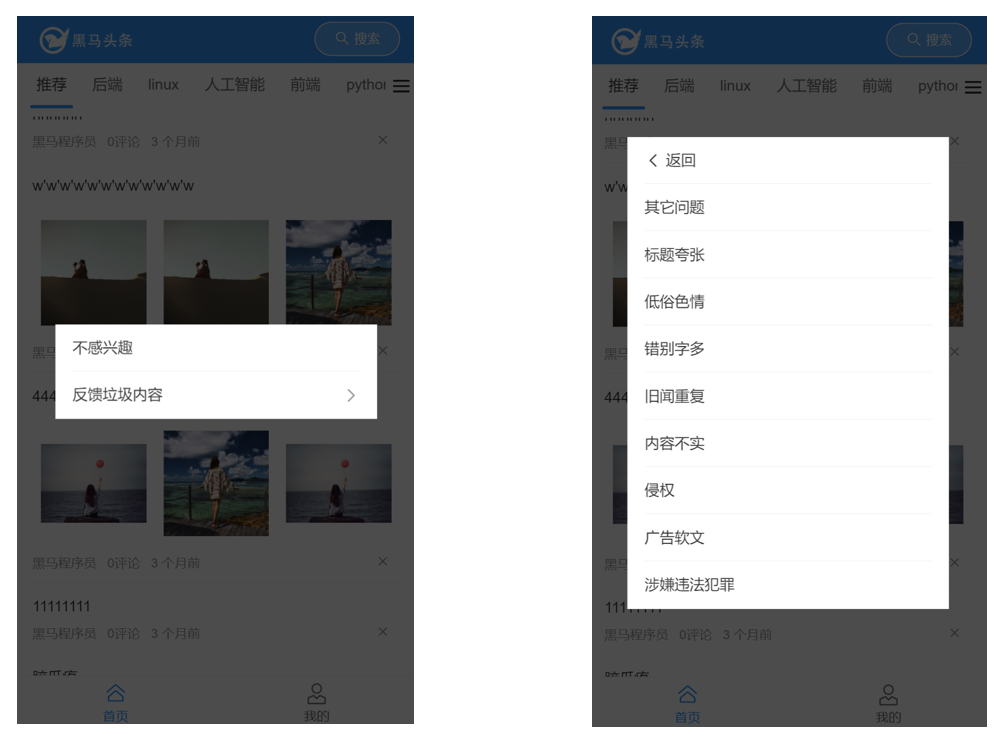 黑马头条
搜索
推荐 后端 linux 人工智能 前端
黑马程序员 0评论 3 个月前
w'w'w'w'w'w'w'w'w'w'w'w
不感兴趣
反馈垃圾内容
黑马程序员 0评论 3 个月前
11111111
黑马程序员 0评论 3 个月前
首页
我的
黑马头条
搜索
推荐 后端 linux 人工智能 前端
返回
其它问题
标题夸张
低俗色情
错别字多
旧闻重复
内容不实
侵权
广告软文
涉嫌违法犯罪
黑马程序员 0评论 3 个月前
首页
我的